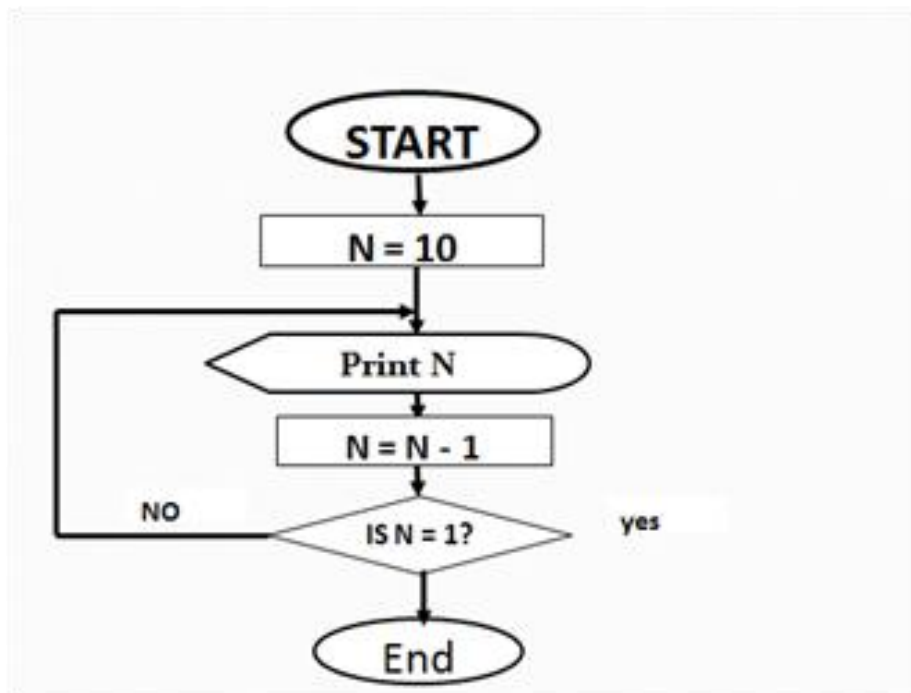 START
N = 10
Print N
N = N - 1
NO
IS N = 1?
yes
End